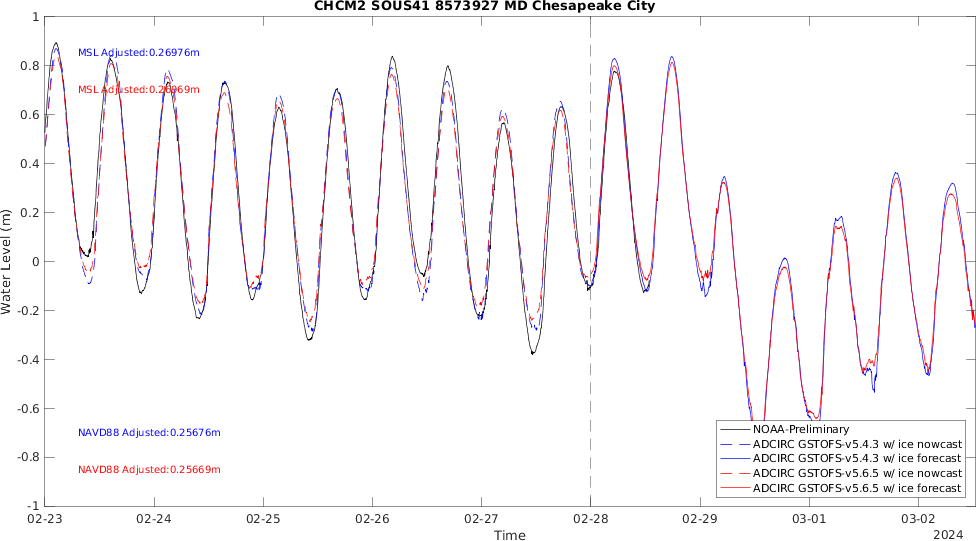 CHCM2 SOUS41 8573927 MD Chesapeake City
1
0.8
0.6
0.4
0.2
0
-0.2
-0.4
-0.6
-0.8
-1
Water Level (m)
MSL Adjusted:0.26976m
MSL Adjusted:0.26969m
NAVD88 Adjusted:0.25676m
NAVD88 Adjusted:0.25669m
NOAA-Preliminary
ADCIRC GSTOFS-v5.4.3 w/ ice nowcast
ADCIRC GSTOFS-v5.4.3 w/ ice forecast
ADCIRC GSTOFS-v5.6.5 w/ ice nowcast
ADCIRC GSTOFS-v5.6.5 w/ ice forecast
02-23 02-24 02-25 02-26 02-27 02-28 02-29 03-01 03-02
Time
2024